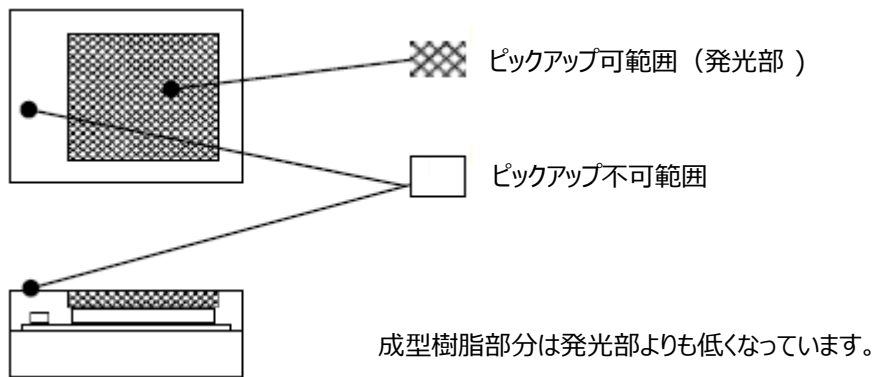 ピックアップ可範囲（発光部 )
ピックアップ不可範囲
成型樹脂部分は発光部よりも低くなっています。